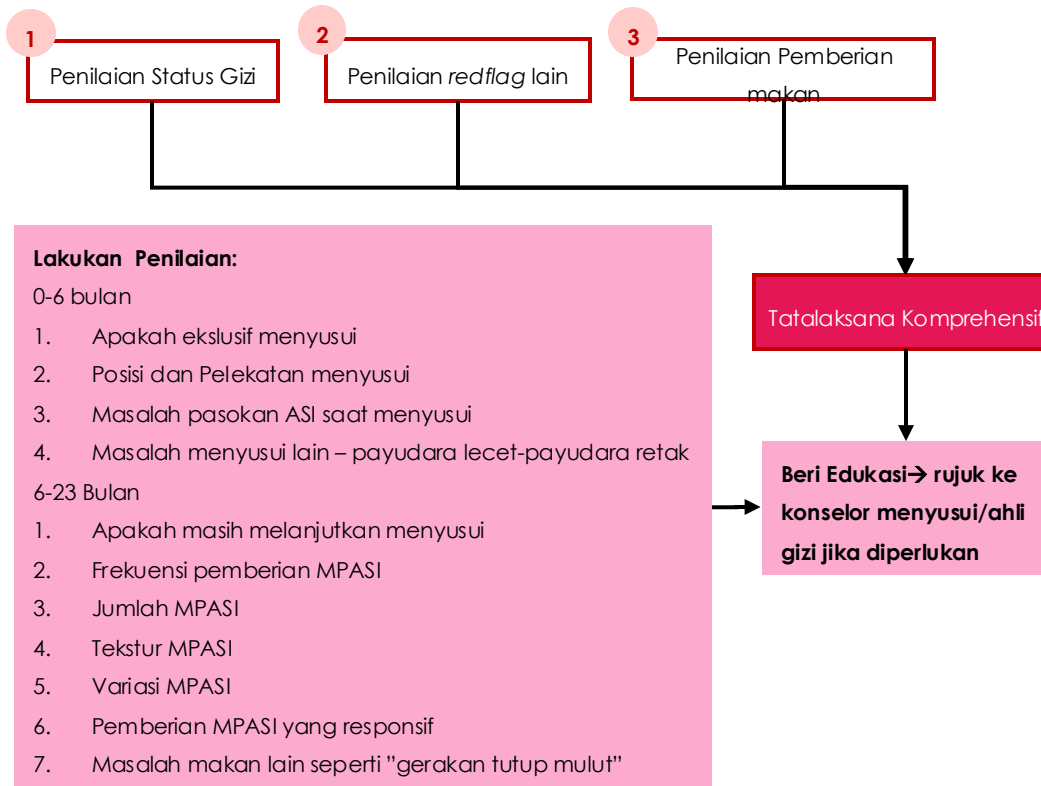 1
Penilaian Status Gizi
2
Penilaian redflag lain
3
Penilaian Pemberian
makan
Lakukan Penilaian:
0-6 bulan
1. Apakah ekslusif menyusui
2. Posisi dan Pelekatan menyusui
3. Masalah pasokan ASI saat menyusui
4. Masalah menyusui lain – payudara lecet-payudara retak
6-23 Bulan
1. Apakah masih melanjutkan menyusui
2. Frekuensi pemberian MPASI
3. Jumlah MPASI
4. Tekstur MPASI
5. Variasi MPASI
6. Pemberian MPASI yang responsif
7. Masalah makan lain seperti ”gerakan tutup mulut”
Tatalaksana Komprehensif
Beri Edukasi→ rujuk ke
konselor menyusui/ahli
gizi jika diperlukan